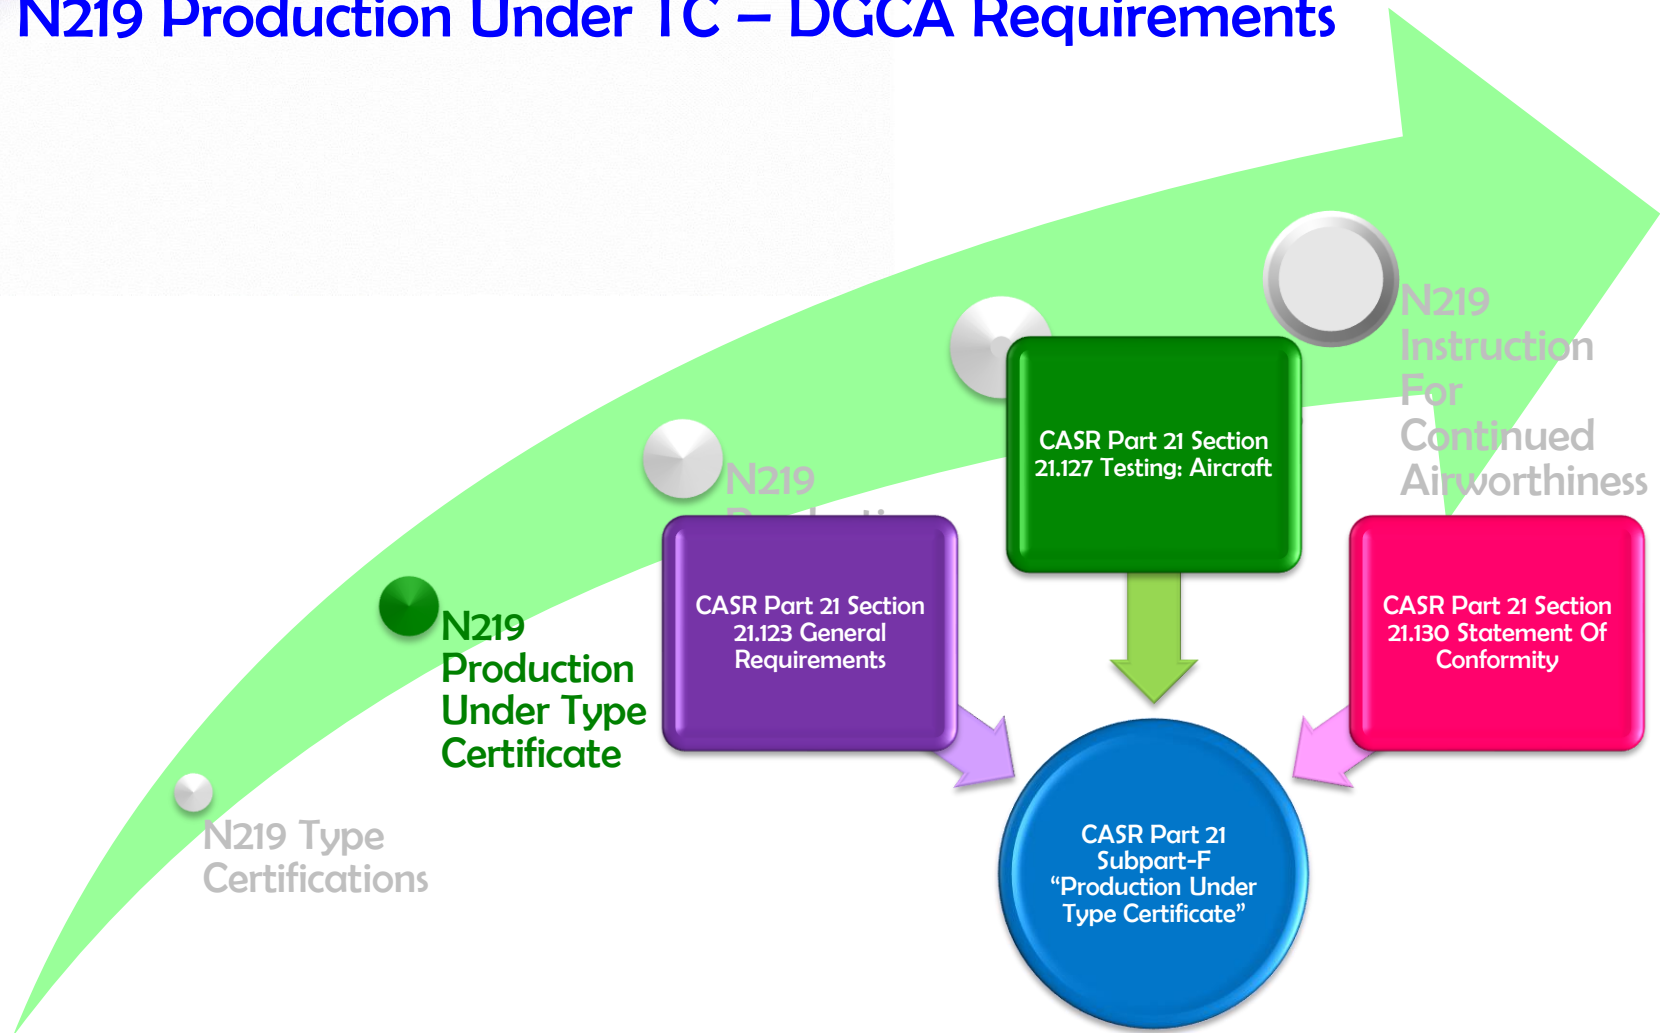 N219 Production Under TC – DGCA Requirements
N219
Instruction
For
Continued
Airworthiness
CASR Part 21 Section
21.127 Testing: Aircraft
N219
CASR Part 21 Section
21.123 General
Requirements
CASR Part 21 Section
21.130 Statement Of
Conformity
N219
Production
Under Type
Certificate
N219 Type
Certifications
CASR Part 21
Subpart-F
“Production Under
Type Certificate”